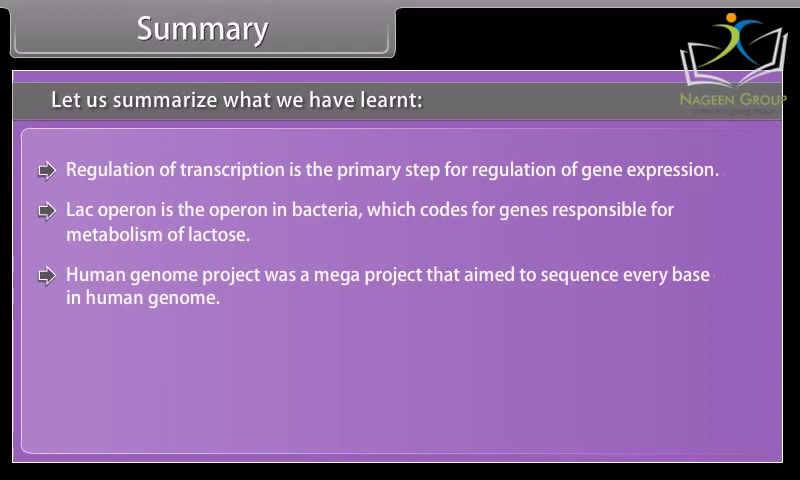 Summary
NAGEEN GROUP
Let us summarize what we have learnt:
Regulation of transcription is the primary step for regulation of gene expression.
Lac operon is the operon in bacteria, which codes for genes responsible for
metabolism of lactose.
Human genome project was a mega project that aimed to sequence every base
in human genome.